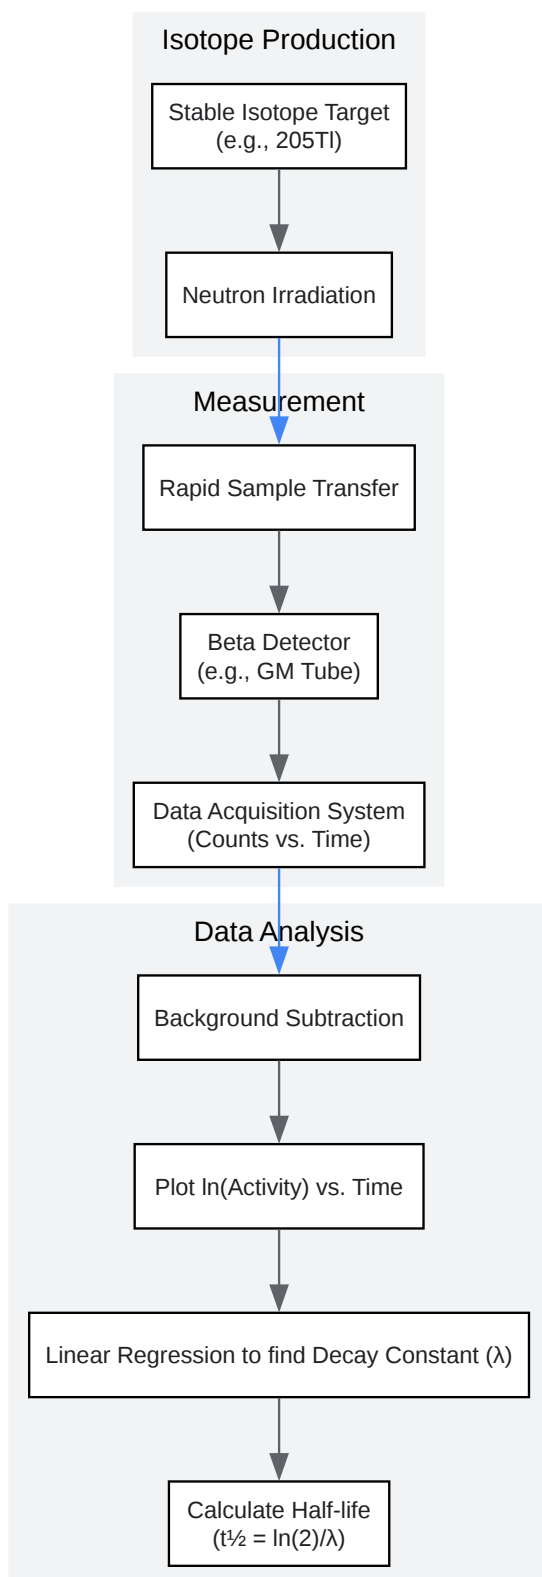 Isotope Production
Stable Isotope Target
(e.g., 205Tl)
Neutron Irradiation
Measurement
Rapid Sample Transfer
Beta Detector
(e.g., GM Tube)
Data Acquisition System
(Counts vs. Time)
Data Analysis
Background Subtraction
Plot ln(Activity) vs. Time
Linear Regression to find Decay Constant (λ)
Calculate Half-life
(t½ = ln(2)/λ)